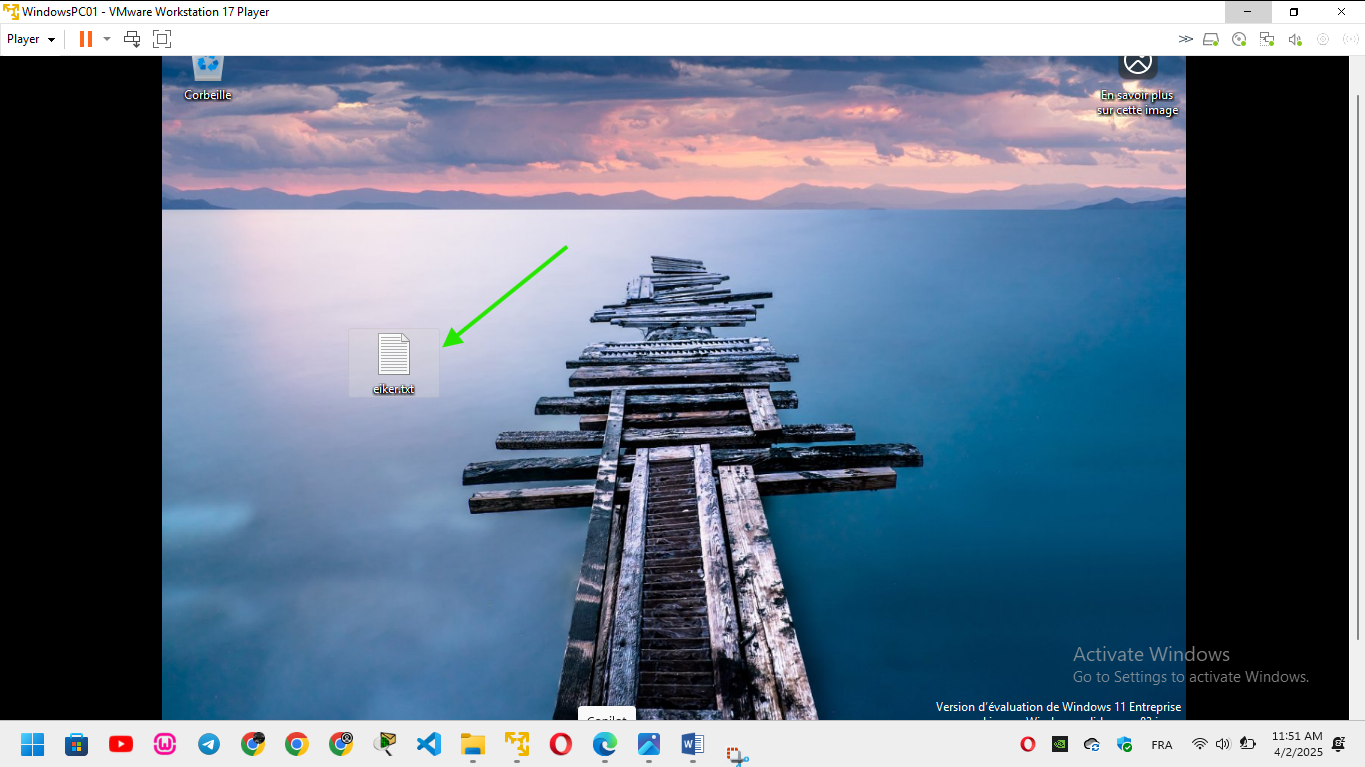 WindowsPC01 - VMware Workstation 17 Player
Player
Corbeille
En savoir plus
sur cette image
eiker.txt
Activate Windows
Go to Settings to activate Windows.
Version d'évaluation de Windows 11 Entreprise
Copilot
FRA
11:51 AM
4/2/2025